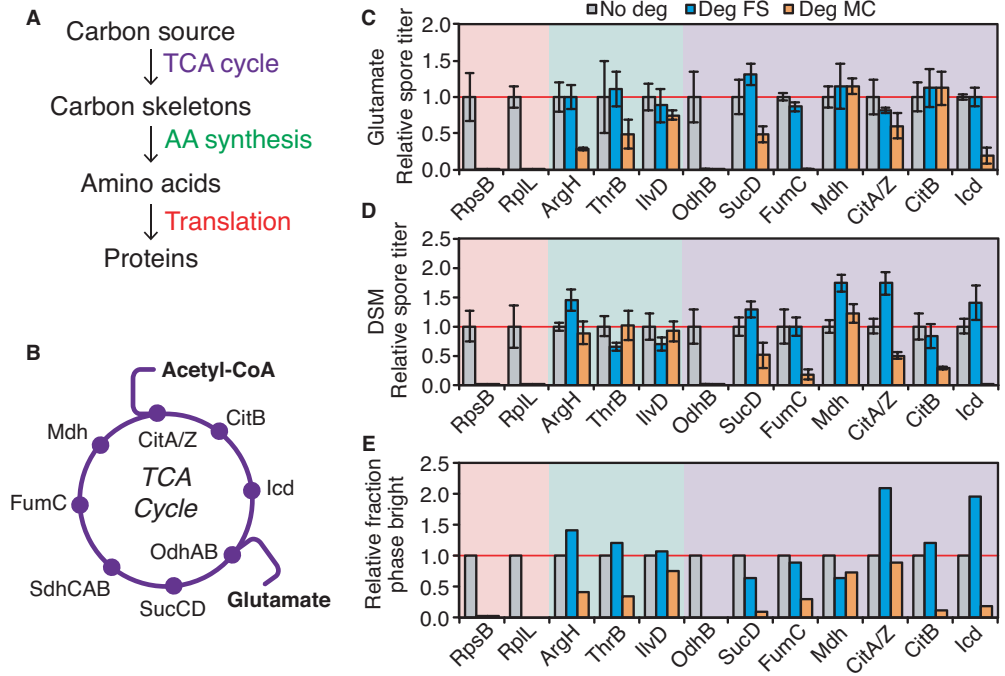 A
Carbon source
TCA cycle
Carbon skeletons
AA synthesis
Amino acids
Translation
Proteins
B
Acetyl-CoA
CitB
Mdh
CitA/Z
TCA
Cycle
Icd
FumC
OdhAB
SdhCAB
SucCD
Glutamate
C
No deg Deg FS Deg MC
Glutamate
Relative spore titer
2.0
1.5
1.0
0.5
0.0
RpsB RplL ArgH ThrB IlvD OdhB SucD FumC Mdh CitA/Z CitB Icd
D
DSM
Relative spore titer
2.5
2.0
1.5
1.0
0.5
0.0
RpsB RplL ArgH ThrB IlvD OdhB SucD FumC Mdh CitA/Z CitB Icd
E
Relative fraction
phase bright
2.5
2.0
1.5
1.0
0.5
0.0
RpsB RplL ArgH ThrB IlvD OdhB SucD FumC Mdh CitA/Z CitB Icd